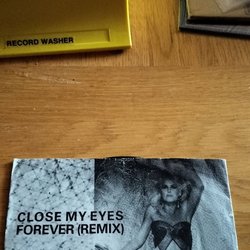 RECORD WASHER
CLOSE MY EYES
FOREVER (REMIX)